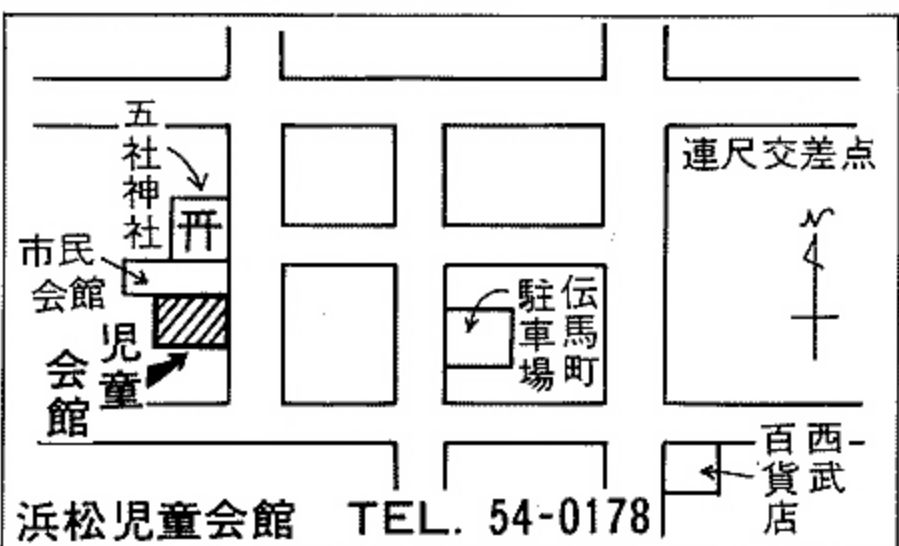 五社神社
連尺交差点
N
市民
会館
伝馬町
駐車場
児童
会館
西武
百貨店
浜松児童会館 TEL. 54-0178